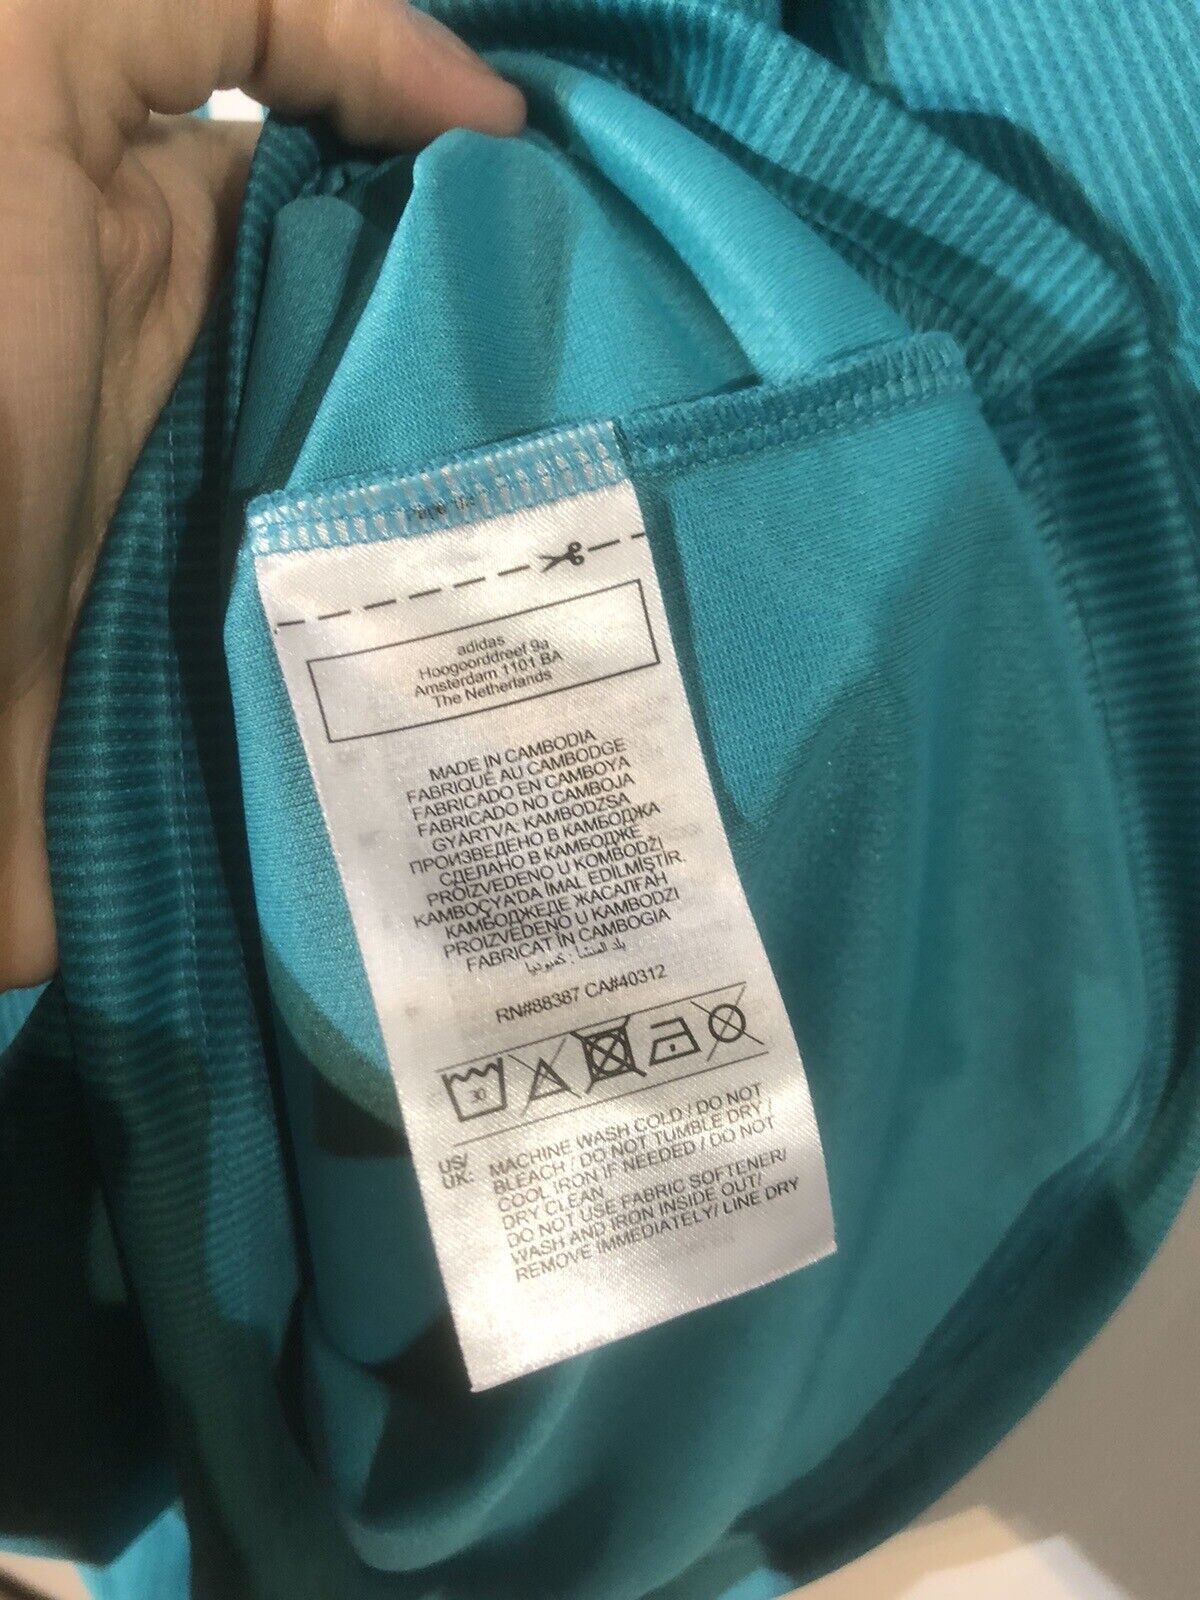 adidas
Hoogoorddreef 9a
Amsterdam 1101 BA
The Netherlands
MADE IN CAMBODIA
FABRIQUÉ AU CAMBODGE
FABRICADO EN CAMBOYA
FABRICADO NO CAMBOJA
GYÁRTVA: KAMBODZSA
ПРОИЗВЕДЕНО В КАМБОДЖА
СДЕЛАНО В КАМБОДЖЕ
PROIZVEDENO U KOMBODŽI
KAMBOÇYA'DA İMAL EDİLMİŞTİR.
КАМБОДЖЕДЕ ЖАСАЛҒАН
PROIZVEDENO U KAMBODŽI
FABRICAT ÎN CAMBOGIA
بلد المنشأ: كمبوديا
RN#88387 CA#40312
30
US/
UK:
MACHINE WASH COLD / DO NOT
BLEACH / DO NOT TUMBLE DRY /
COOL IRON IF NEEDED / DO NOT
DRY CLEAN
DO NOT USE FABRIC SOFTENER/
WASH AND IRON INSIDE OUT/
REMOVE IMMEDIATELY/ LINE DRY